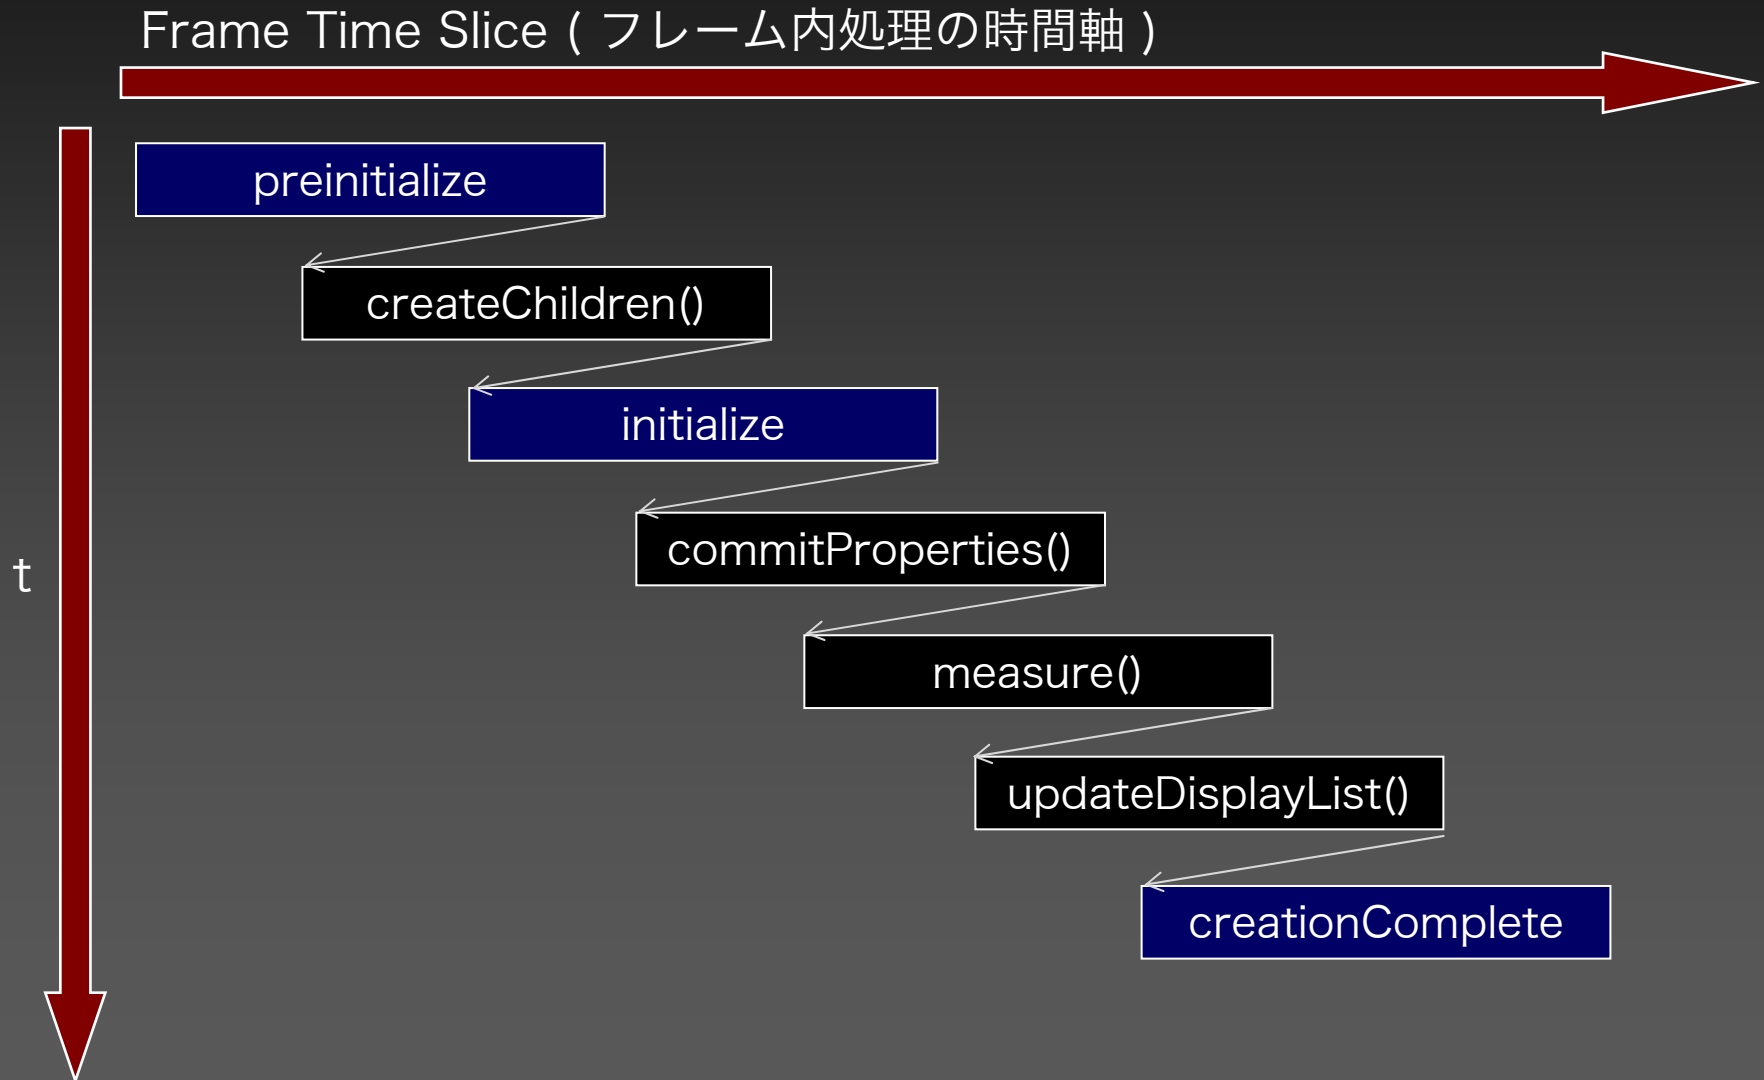 Frame Time Slice ( フレーム内処理の時間軸 )
preinitialize
createChildren()
initialize
commitProperties()
t
measure()
updateDisplayList()
creationComplete